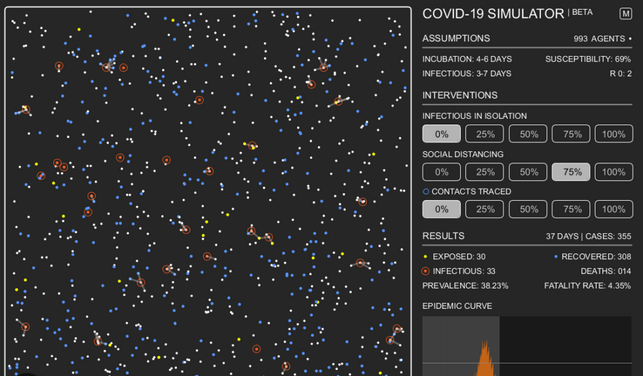 COVID-19 SIMULATOR | BETA M
ASSUMPTIONS 993 AGENTS •
INCUBATION: 4-6 DAYS SUSCEPTIBILITY: 69%
INFECTIOUS: 3-7 DAYS R 0: 2
INTERVENTIONS
INFECTIOUS IN ISOLATION
0% 25% 50% 75% 100%
SOCIAL DISTANCING
0% 25% 50% 75% 100%
CONTACTS TRACED
0% 25% 50% 75% 100%
RESULTS 37 DAYS | CASES: 355
EXPOSED: 30 RECOVERED: 308
INFECTIOUS: 33 DEATHS: 014
PREVALENCE: 38.23% FATALITY RATE: 4.35%
EPIDEMIC CURVE